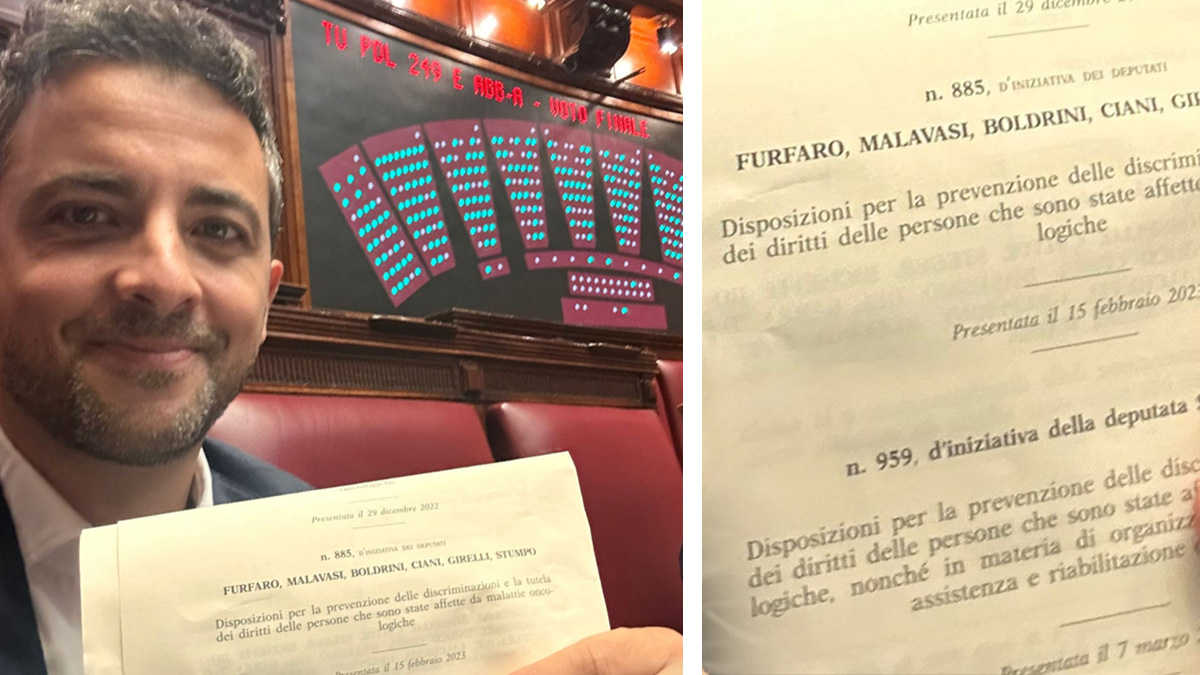 TU PDL 249 E ABB-A - VOTO FINALE
Presentata il 29 dicembre 2022
n. 885, D'INIZIATIVA DEI DEPUTATI
FURFARO, MALAVASI, BOLDRINI, CIANI, GIRELLI, STUMPO
Disposizioni per la prevenzione delle discriminazioni e la tutela
dei diritti delle persone che sono state affette da malattie onco-
logiche
Presentata il 15 febbraio 2023
Presentata il 29 dicembre
n. 885, D'INIZIATIVA DEI DEPUTATI
FURFARO, MALAVASI, BOLDRINI, CIANI, GI
Disposizioni per la prevenzione delle discrimi
dei diritti delle persone che sono state affette
logiche
Presentata il 15 febbraio 2023
n. 959, d'iniziativa della deputata
Disposizioni per la prevenzione delle disc
dei diritti delle persone che sono state a
logiche, nonché in materia di organizz
assistenza e riabilitazione
Presentata il 7 marzo